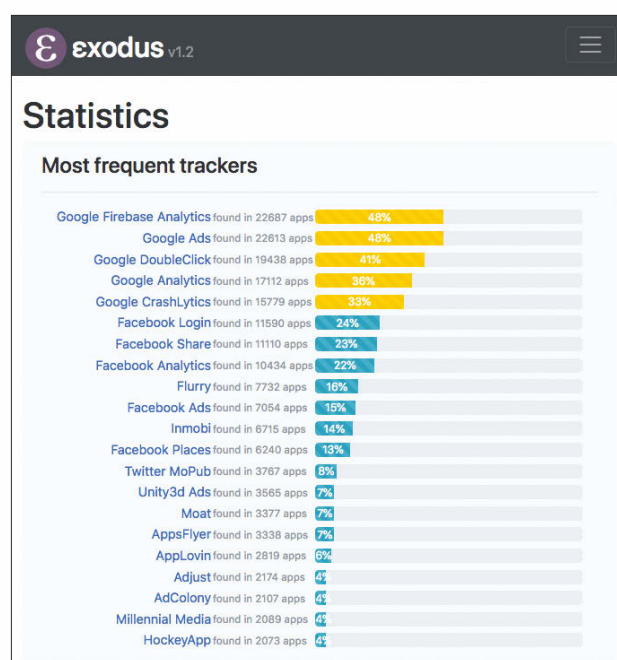 εxodus v1.2
Statistics
Most frequent trackers
Google Firebase Analytics found in 22687 apps 48%
Google Ads found in 22613 apps 48%
Google DoubleClick found in 19438 apps 41%
Google Analytics found in 17112 apps 36%
Google CrashLytics found in 15779 apps 33%
Facebook Login found in 11590 apps 24%
Facebook Share found in 11110 apps 23%
Facebook Analytics found in 10434 apps 22%
Flurry found in 7732 apps 16%
Facebook Ads found in 7054 apps 15%
Inmobi found in 6715 apps 14%
Facebook Places found in 6240 apps 13%
Twitter MoPub found in 3767 apps 8%
Unity3d Ads found in 3565 apps 7%
Moat found in 3377 apps 7%
AppsFlyer found in 3338 apps 7%
AppLovin found in 2819 apps 6%
Adjust found in 2174 apps 4%
AdColony found in 2107 apps 4%
Millennial Media found in 2089 apps 4%
HockeyApp found in 2073 apps 4%